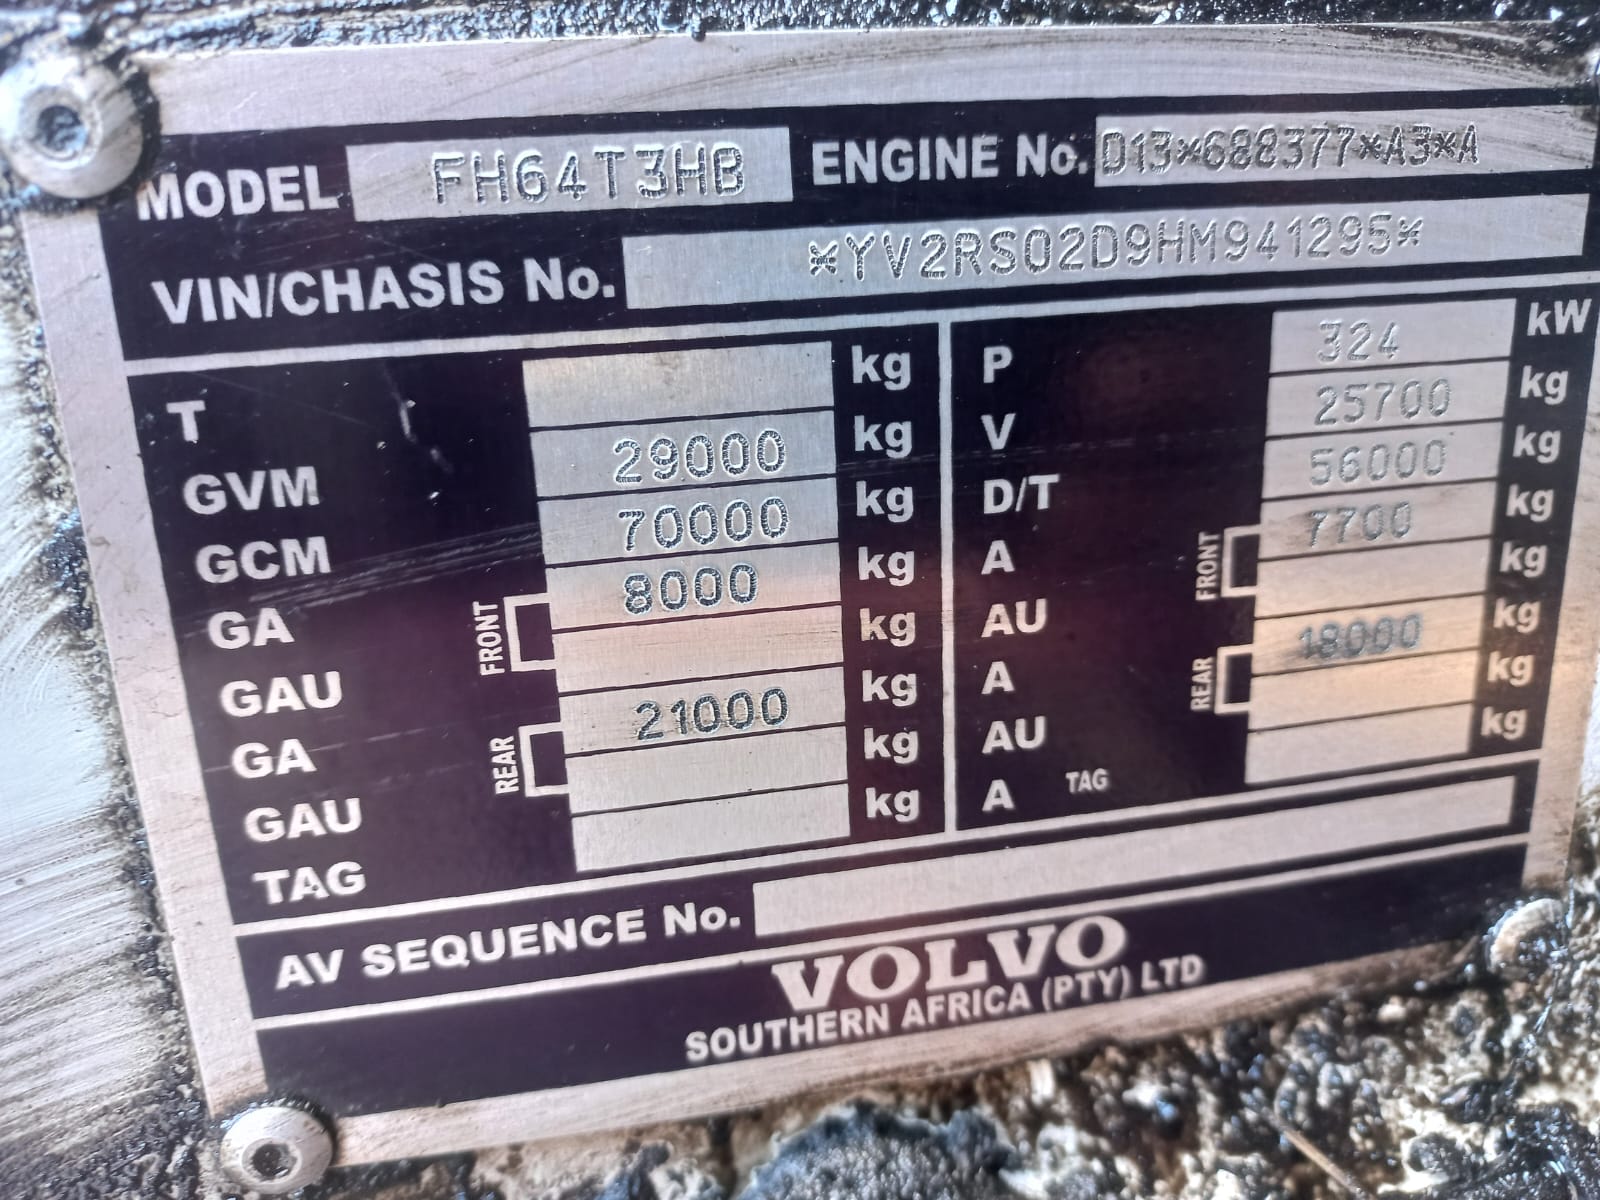 MODEL FH64T3HB ENGINE No. D13*688377*A3*A
VIN/CHASIS No. *YV2RS02D9HM941295*
T kg
GVM 29000 kg
GCM 70000 kg
GA FRONT 8000 kg
GAU kg
GA REAR 21000 kg
GAU kg
TAG kg
P 324 kW
V 25700 kg
D/T 56000 kg
A FRONT 7700 kg
AU kg
A REAR 18000 kg
AU kg
A TAG kg
AV SEQUENCE No.
VOLVO
SOUTHERN AFRICA (PTY) LTD